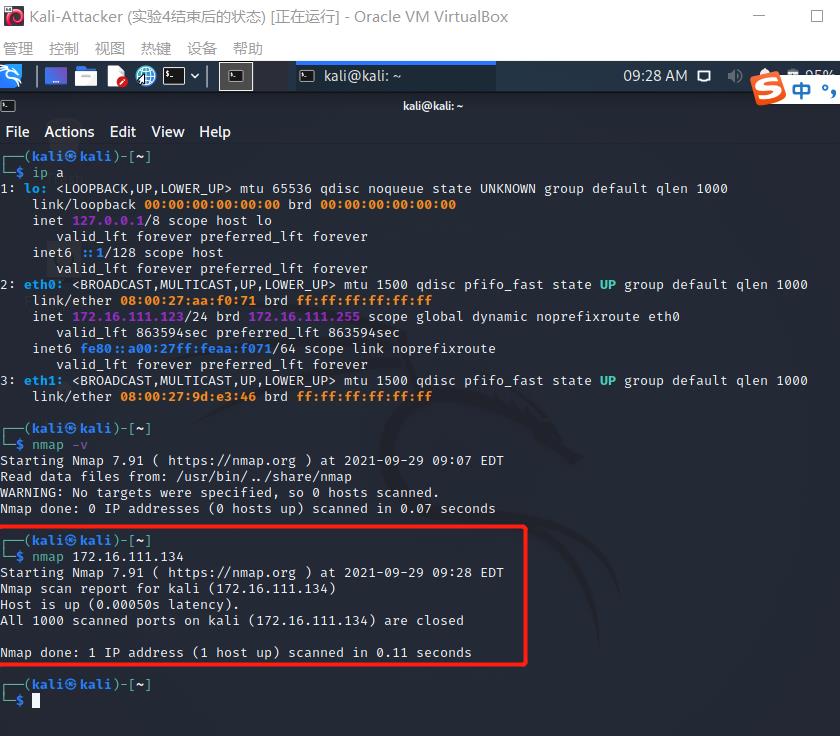 Kali-Attacker (实验4结束后的状态) [正在运行] - Oracle VM VirtualBox
管理 控制 视图 热键 设备 帮助
kali@kali: ~ 09:28 AM 95%
中
kali@kali: ~
File Actions Edit View Help
┌──(kali㉿kali)-[~]
└─$ ip a
1: lo: <LOOPBACK,UP,LOWER_UP> mtu 65536 qdisc noqueue state UNKNOWN group default qlen 1000
link/loopback 00:00:00:00:00:00 brd 00:00:00:00:00:00
inet 127.0.0.1/8 scope host lo
valid_lft forever preferred_lft forever
inet6 ::1/128 scope host
valid_lft forever preferred_lft forever
2: eth0: <BROADCAST,MULTICAST,UP,LOWER_UP> mtu 1500 qdisc pfifo_fast state UP group default qlen 1000
link/ether 08:00:27:aa:f0:71 brd ff:ff:ff:ff:ff:ff
inet 172.16.111.123/24 brd 172.16.111.255 scope global dynamic noprefixroute eth0
valid_lft 863594sec preferred_lft 863594sec
inet6 fe80::a00:27ff:feaa:f071/64 scope link noprefixroute
valid_lft forever preferred_lft forever
3: eth1: <BROADCAST,MULTICAST,UP,LOWER_UP> mtu 1500 qdisc pfifo_fast state UP group default qlen 1000
link/ether 08:00:27:9d:e3:46 brd ff:ff:ff:ff:ff:ff
┌──(kali㉿kali)-[~]
└─$ nmap -v
Starting Nmap 7.91 ( https://nmap.org ) at 2021-09-29 09:07 EDT
Read data files from: /usr/bin/../share/nmap
WARNING: No targets were specified, so 0 hosts scanned.
Nmap done: 0 IP addresses (0 hosts up) scanned in 0.07 seconds
┌──(kali㉿kali)-[~]
└─$ nmap 172.16.111.134
Starting Nmap 7.91 ( https://nmap.org ) at 2021-09-29 09:28 EDT
Nmap scan report for kali (172.16.111.134)
Host is up (0.00050s latency).
All 1000 scanned ports on kali (172.16.111.134) are closed
Nmap done: 1 IP address (1 host up) scanned in 0.11 seconds
┌──(kali㉿kali)-[~]
└─$